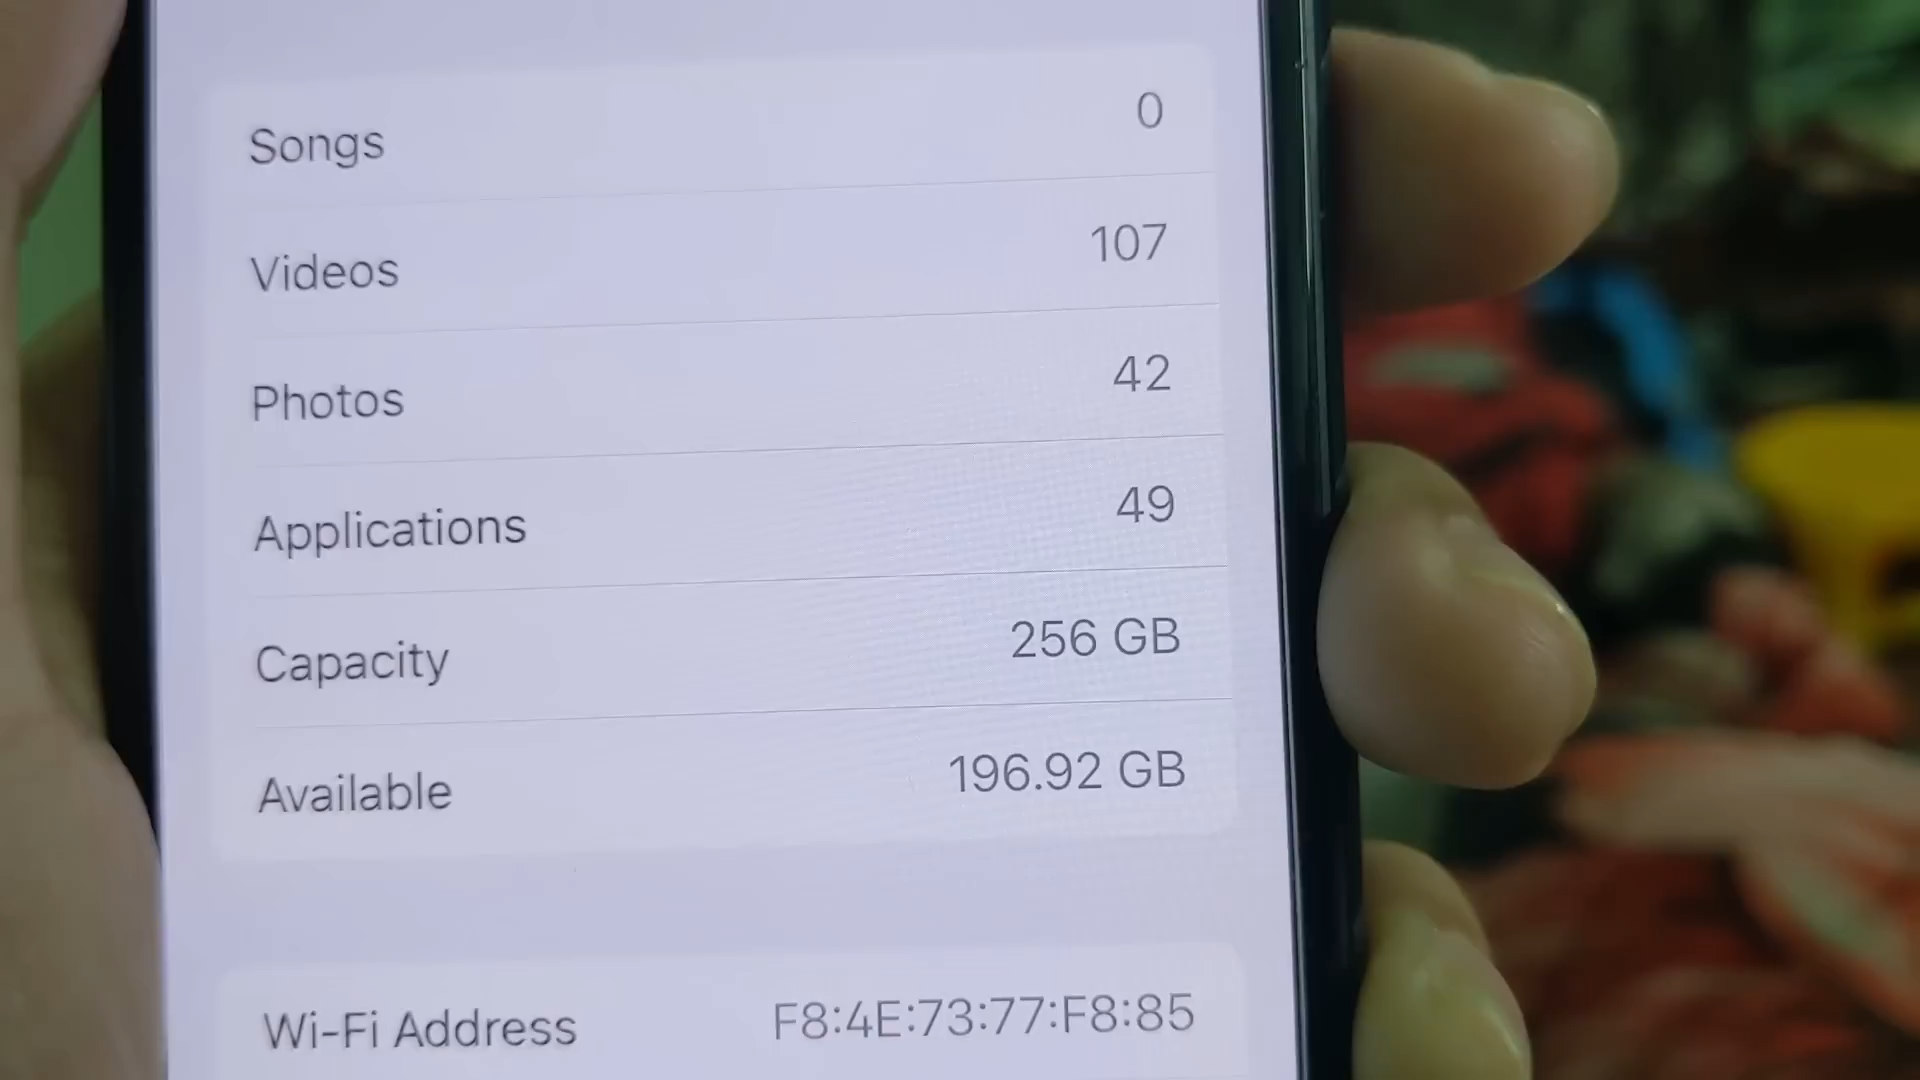 Songs 0
Videos 107
Photos 42
Applications 49
Capacity 256 GB
Available 196.92 GB
Wi-Fi Address F8:4E:73:77:F8:85